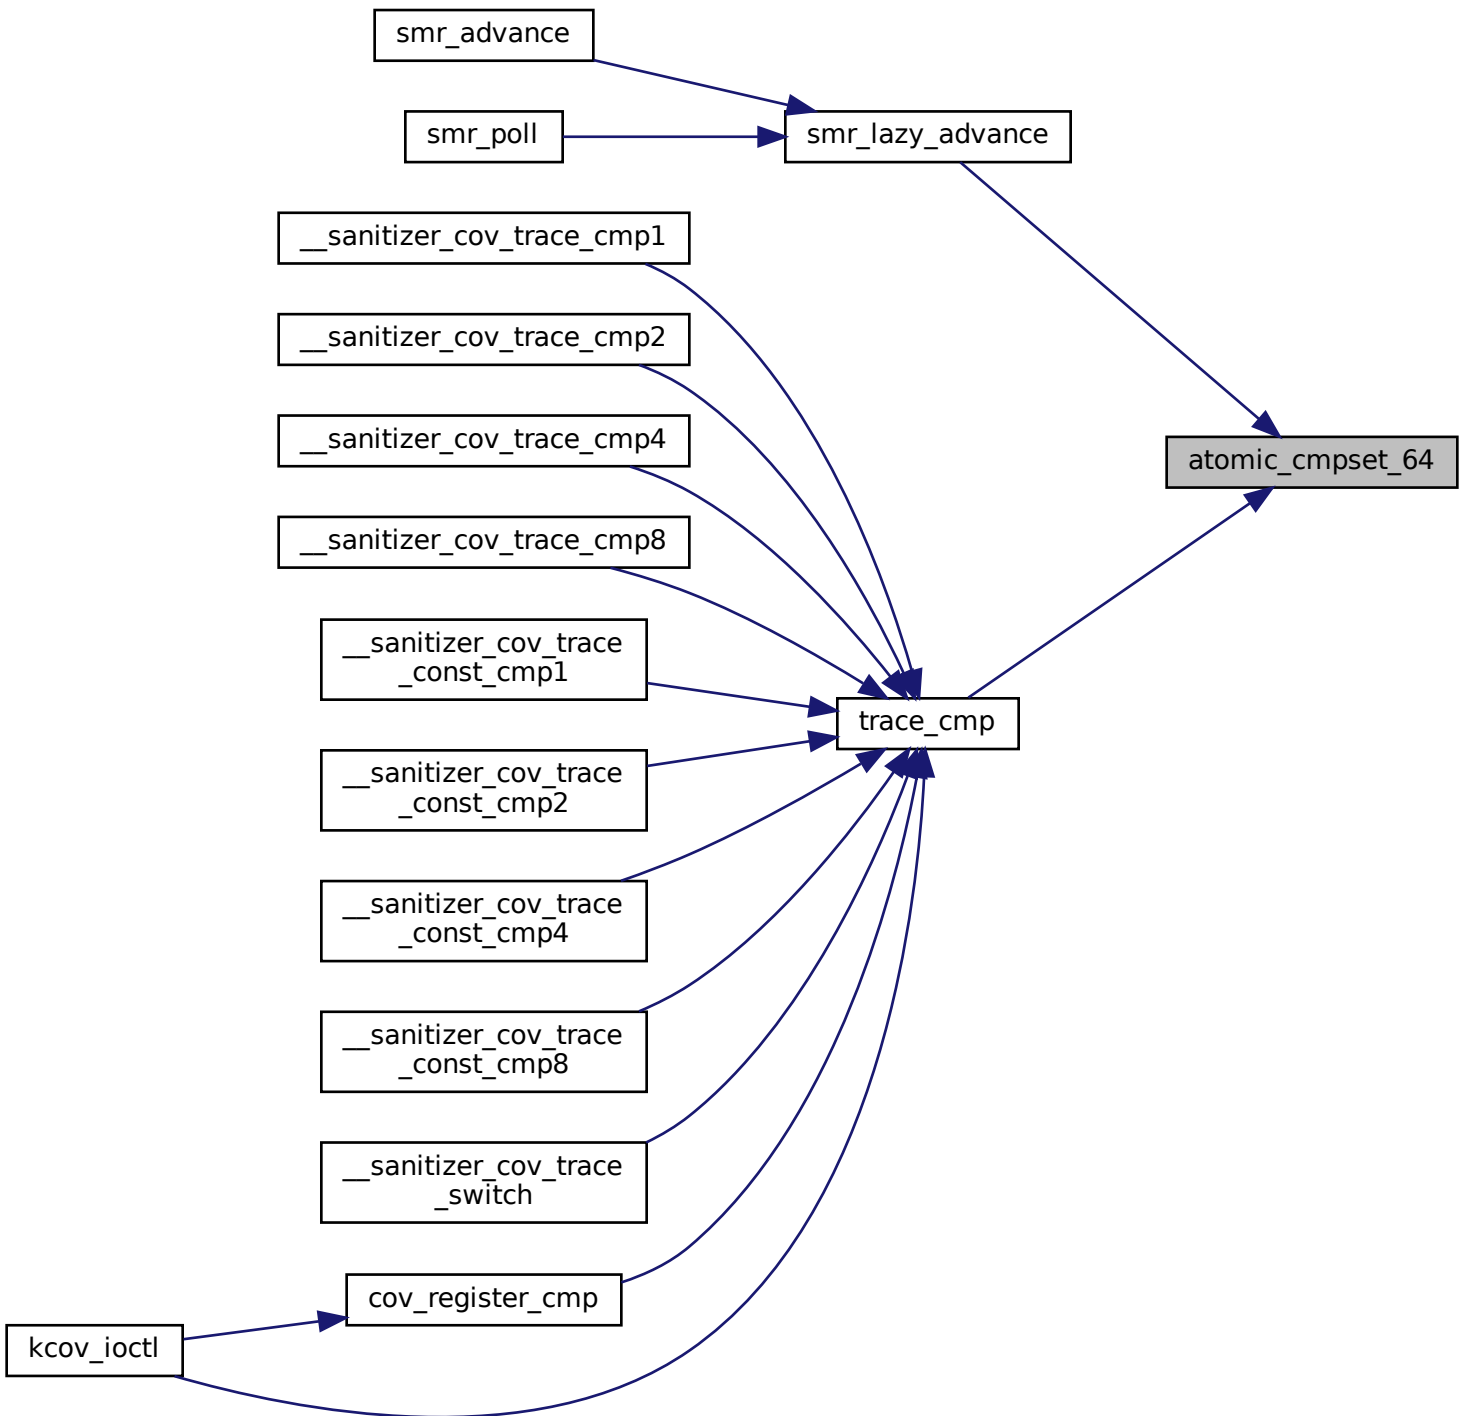 smr_advance
smr_poll
smr_lazy_advance
__sanitizer_cov_trace_cmp1
__sanitizer_cov_trace_cmp2
__sanitizer_cov_trace_cmp4
atomic_cmpset_64
__sanitizer_cov_trace_cmp8
__sanitizer_cov_trace
_const_cmp1
trace_cmp
__sanitizer_cov_trace
_const_cmp2
__sanitizer_cov_trace
_const_cmp4
__sanitizer_cov_trace
_const_cmp8
__sanitizer_cov_trace
_switch
cov_register_cmp
kcov_ioctl